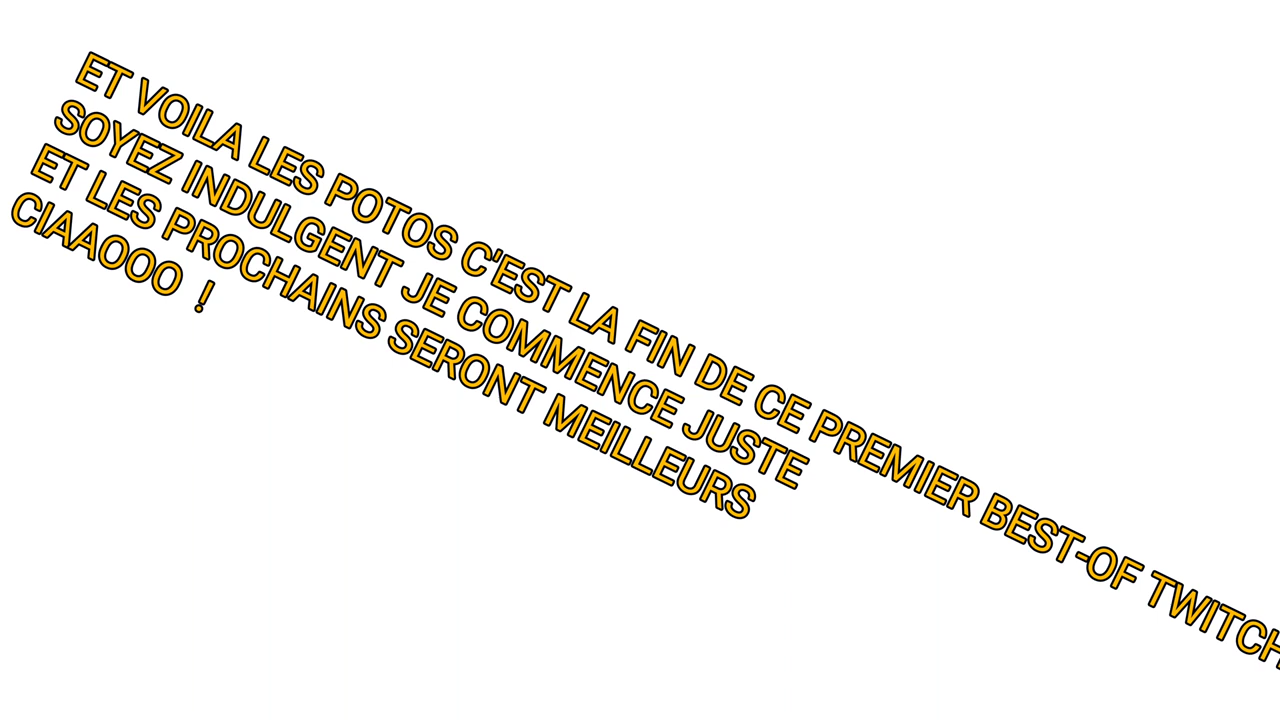 ET VOILA LES POTOS C'EST LA FIN DE CE PREMIER BEST-OF TWITCH
SOYEZ INDULGENT JE COMMENCE JUSTE
ET LES PROCHAINS SERONT MEILLEURS
CIAAOOO !